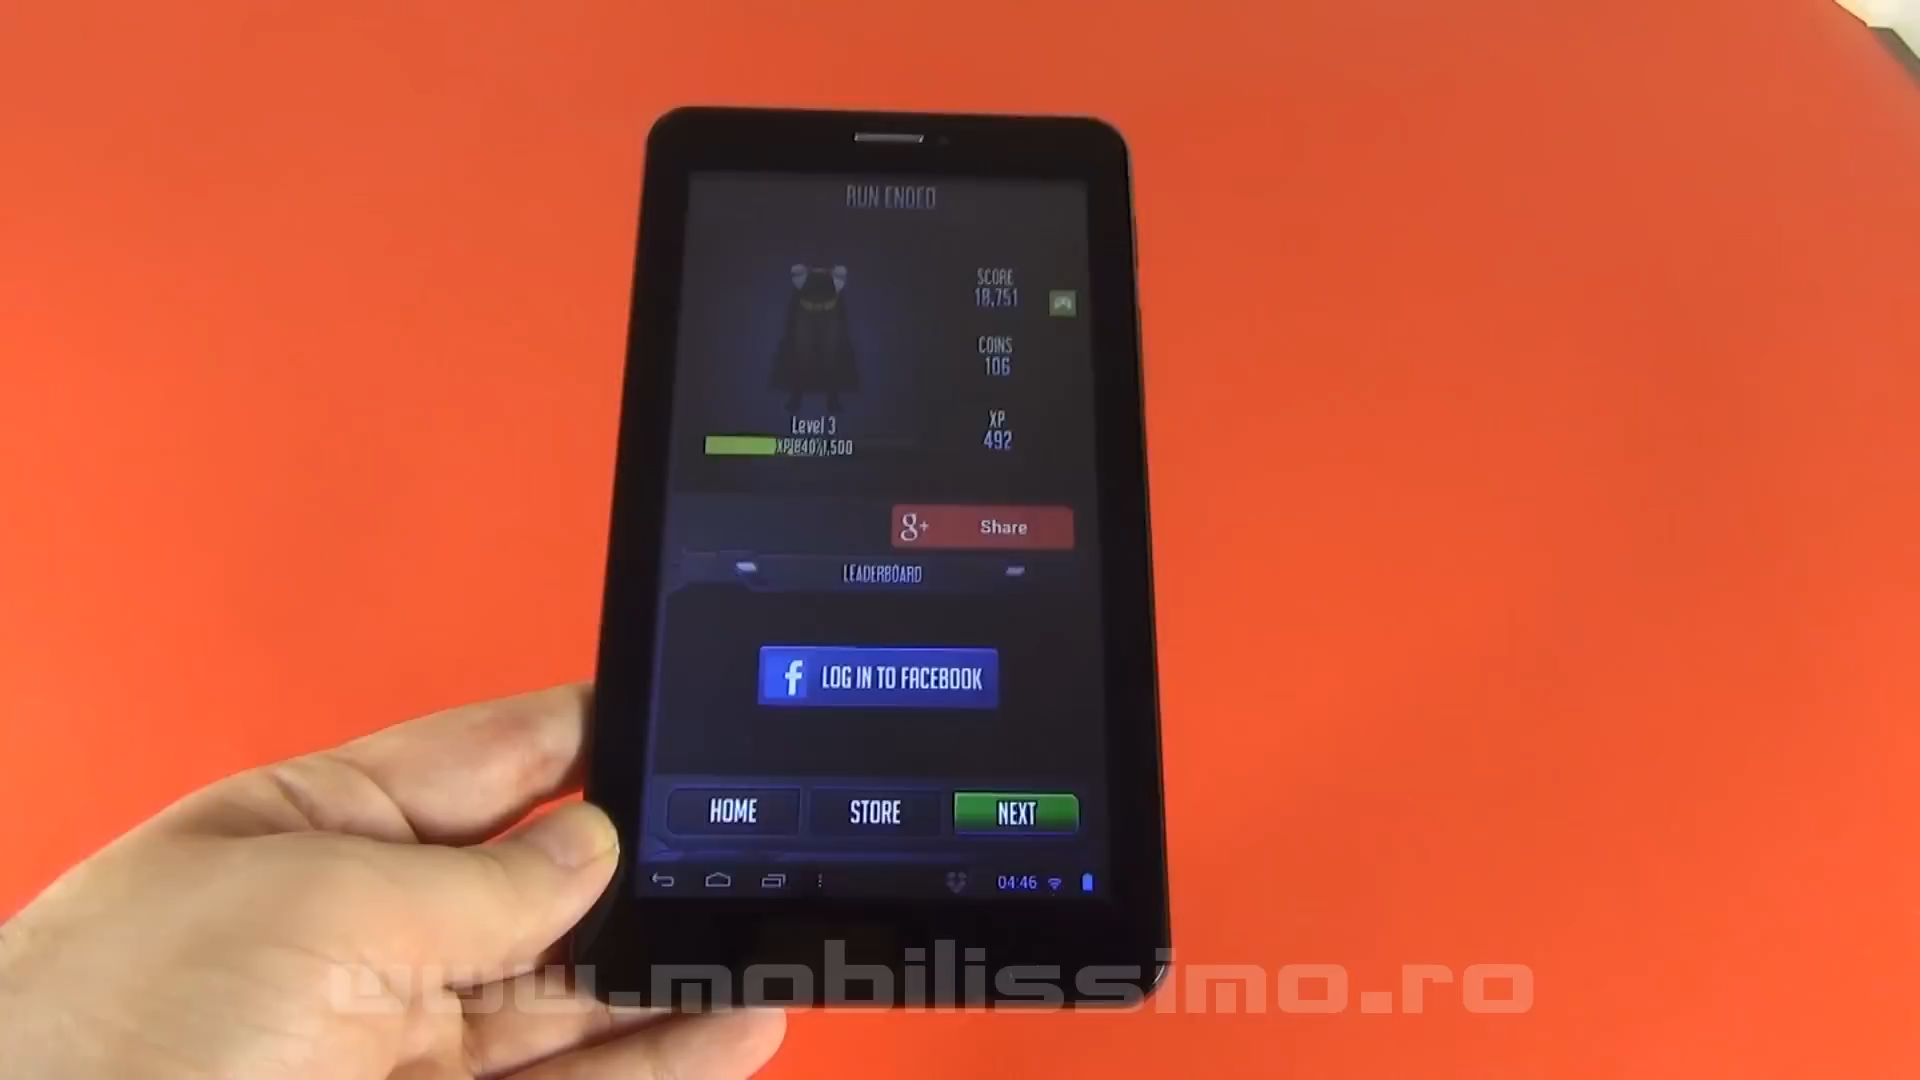 RUN ENDED
SCORE
18,751
COINS
106
Level 3
XP
492
g+ Share
LEADERBOARD
f LOG IN TO FACEBOOK
HOME
STORE
NEXT
04:46
www.mobilissimo.ro